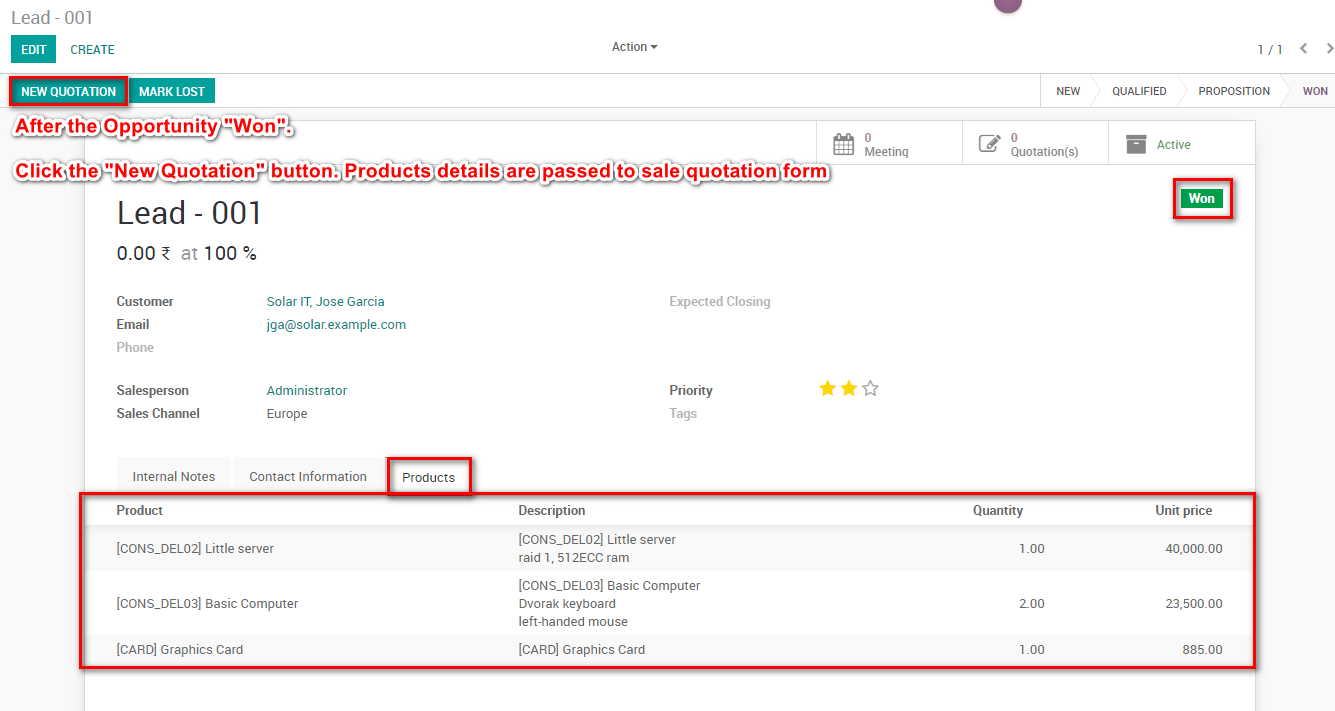 Lead - 001
EDIT CREATE Action 1 / 1
NEW QUOTATION MARK LOST NEW QUALIFIED PROPOSITION WON
After the Opportunity "Won".
0
Meeting
0
Quotation(s)
Active
Click the "New Quotation" button. Products details are passed to sale quotation form
Won
Lead - 001
0.00 ₹ at 100 %
Customer Solar IT, Jose Garcia Expected Closing
Email jga@solar.example.com
Phone
Salesperson Administrator Priority
Sales Channel Europe Tags
Internal Notes Contact Information Products
Product Description Quantity Unit price
[CONS_DEL02] Little server [CONS_DEL02] Little server 1.00 40,000.00
raid 1, 512ECC ram
[CONS_DEL03] Basic Computer [CONS_DEL03] Basic Computer 2.00 23,500.00
Dvorak keyboard
left-handed mouse
[CARD] Graphics Card [CARD] Graphics Card 1.00 885.00